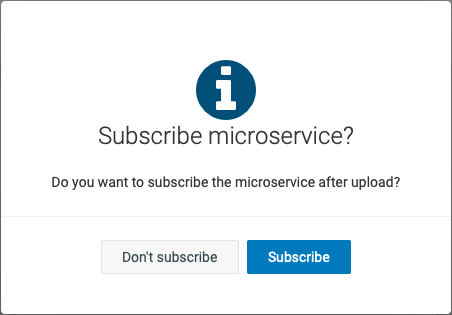 Subscribe microservice?
Do you want to subscribe the microservice after upload?
Don't subscribe
Subscribe